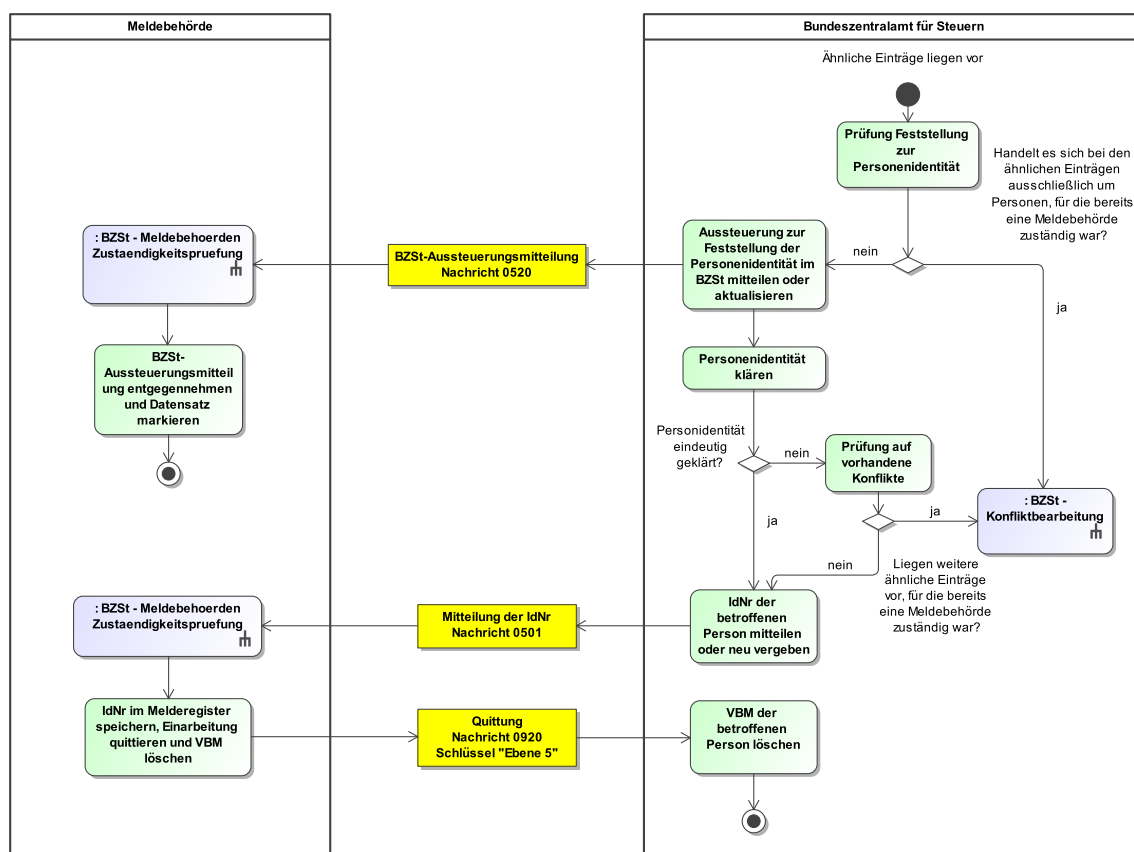 Meldebehörde
Bundeszentralamt für Steuern
Ähnliche Einträge liegen vor
Prüfung Feststellung
zur
Personenidentität
Handelt es sich bei den
ähnlichen Einträgen
ausschließlich um
Personen, für die bereits
eine Meldebehörde
zuständig war?
: BZSt - Meldebehoerden
Zustaendigkeitspruefung
BZSt-Aussteuerungsmitteilung
Nachricht 0520
Aussteuerung zur
Feststellung der
Personenidentität im
BZSt mitteilen oder
aktualisieren
nein
ja
BZSt-
Aussteuerungsmitteil
ung entgegennehmen
und Datensatz
markieren
Personenidentität
klären
Personidentität
eindeutig
geklärt?
nein
Prüfung auf
vorhandene
Konflikte
ja
ja
: BZSt -
Konfliktbearbeitung
nein
Liegen weitere
ähnliche Einträge
vor, für die bereits
eine Meldebehörde
zuständig war?
: BZSt - Meldebehoerden
Zustaendigkeitspruefung
Mitteilung der IdNr
Nachricht 0501
IdNr der
betroffenen
Person mitteilen
oder neu vergeben
IdNr im Melderegister
speichern, Einarbeitung
quittieren und VBM
löschen
Quittung
Nachricht 0920
Schlüssel "Ebene 5"
VBM der
betroffenen
Person löschen